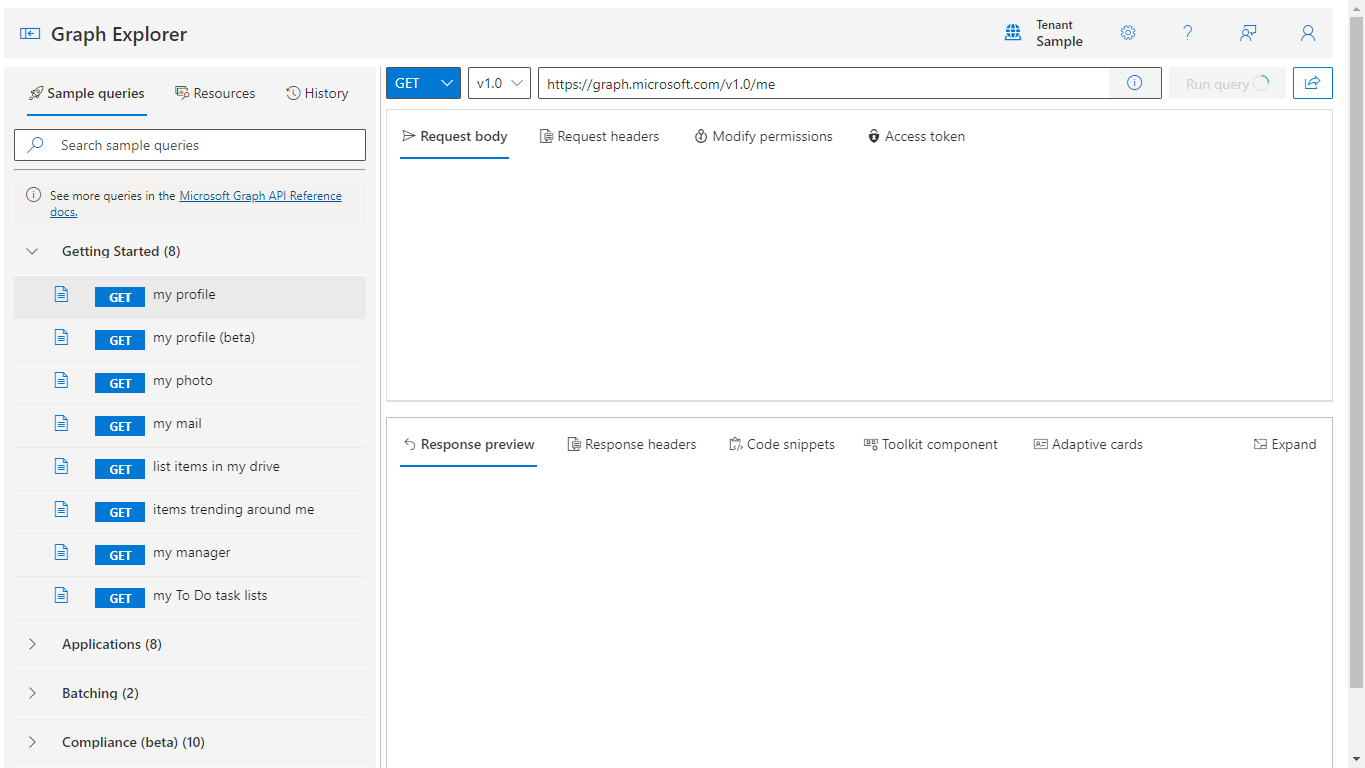 Graph Explorer
Tenant
Sample
Sample queries
Resources
History
Search sample queries
See more queries in the Microsoft Graph API Reference
docs.
Getting Started (8)
GET my profile
GET my profile (beta)
GET my photo
GET my mail
GET list items in my drive
GET items trending around me
GET my manager
GET my To Do task lists
Applications (8)
Batching (2)
Compliance (beta) (10)
GET
v1.0
https://graph.microsoft.com/v1.0/me
Run query
Request body
Request headers
Modify permissions
Access token
Response preview
Response headers
Code snippets
Toolkit component
Adaptive cards
Expand